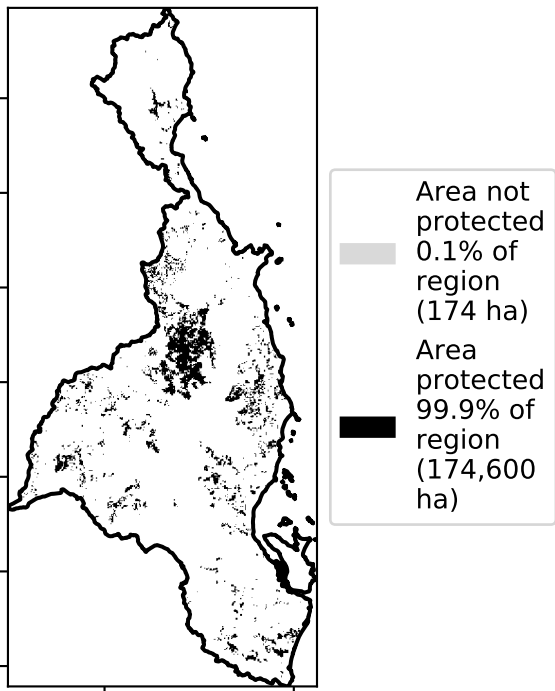 Area not
protected
0.1% of
region
(174 ha)
Area
protected
99.9% of
region
(174,600
ha)